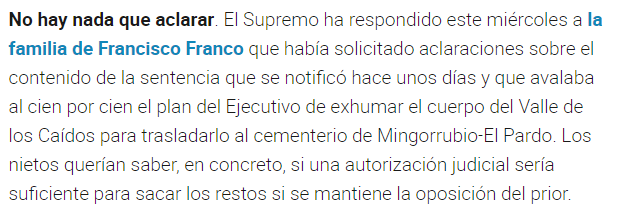 No hay nada que aclarar. El Supremo ha respondido este miércoles a la
familia de Francisco Franco que había solicitado aclaraciones sobre el
contenido de la sentencia que se notificó hace unos días y que avalaba
al cien por cien el plan del Ejecutivo de exhumar el cuerpo del Valle de
los Caídos para trasladarlo al cementerio de Mingorrubio-El Pardo. Los
nietos querían saber, en concreto, si una autorización judicial sería
suficiente para sacar los restos si se mantiene la oposición del prior.